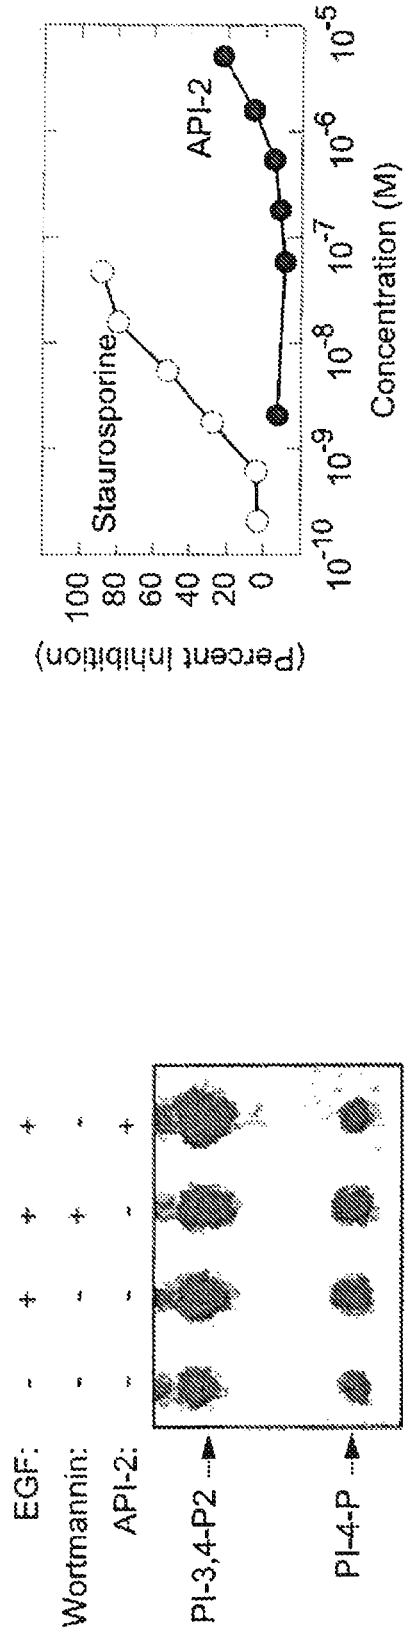 EGF: - + + +
Wortmannin: - - + -
API-2: - - - +
PI-3,4-P2
PI-4-P
(Percent Inhibition)
100
80
60
40
20
0
Staurosporine
API-2
10-10 10-9 10-8 10-7 10-6 10-5
Concentration (M)